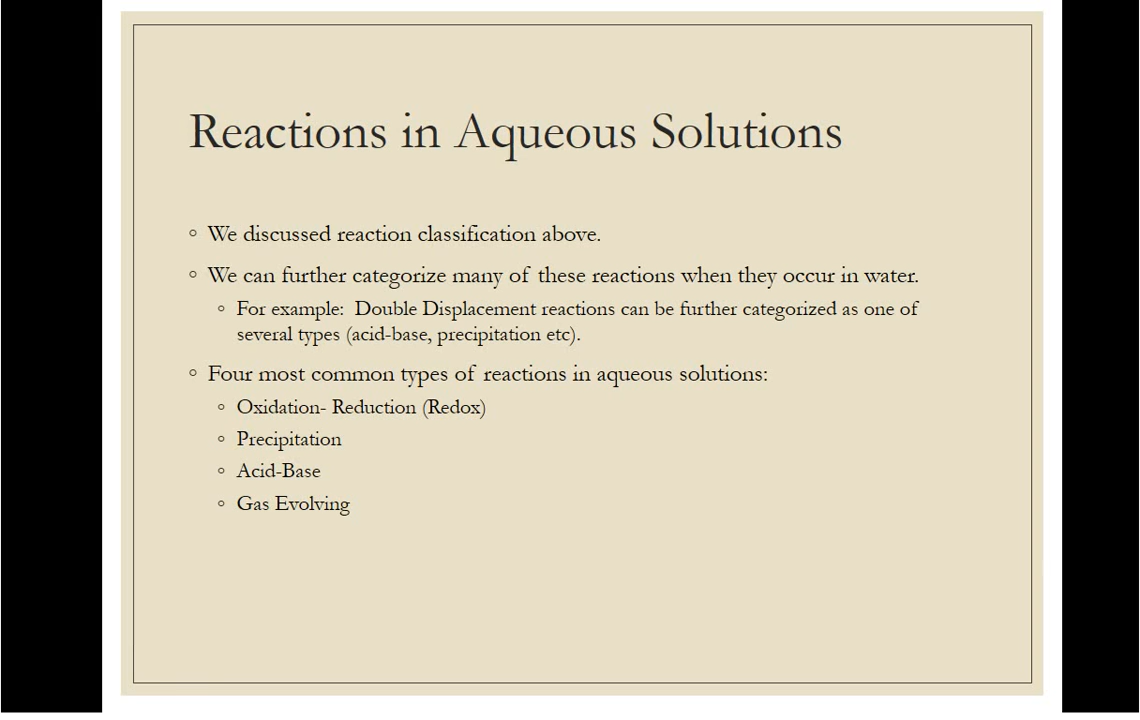 Reactions in Aqueous Solutions
◦ We discussed reaction classification above.
◦ We can further categorize many of these reactions when they occur in water.
◦ For example:  Double Displacement reactions can be further categorized as one of
several types (acid-base, precipitation etc).
◦ Four most common types of reactions in aqueous solutions:
◦ Oxidation- Reduction (Redox)
◦ Precipitation
◦ Acid-Base
◦ Gas Evolving